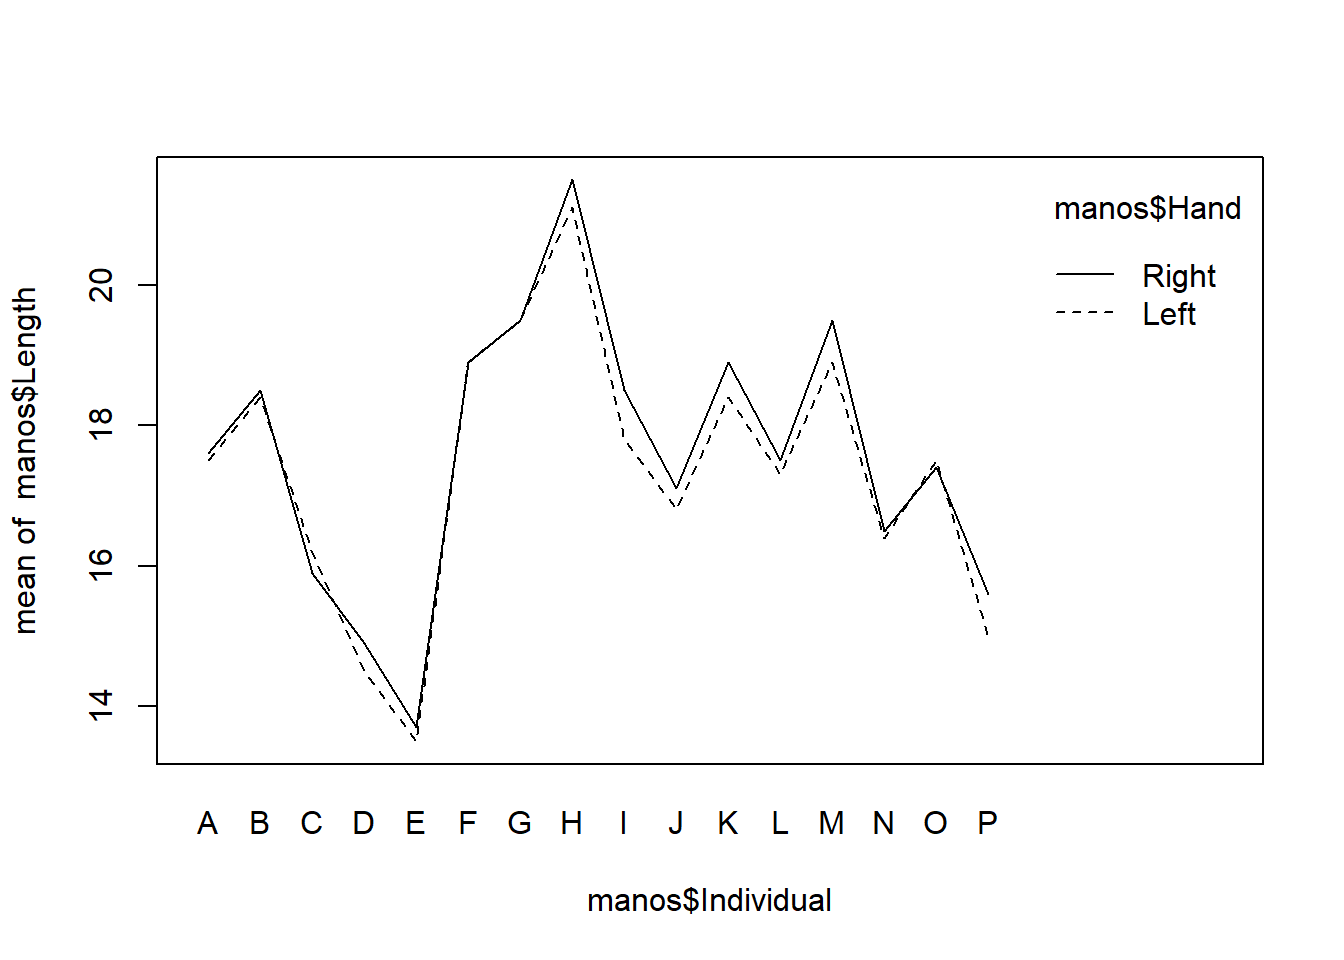 manos$Hand
Right
Left
mean of  manos$Length
20
18
16
14
A B C D E F G H I J K L M N O P
manos$Individual